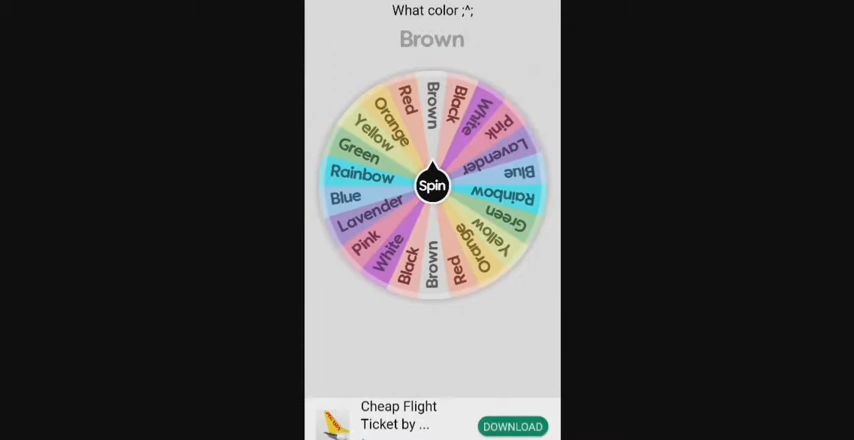 What color ;^;
Brown
Brown
Black
White
Pink
Lavender
Blue
Rainbow
Green
Yellow
Orange
Red
Brown
Black
White
Pink
Lavender
Blue
Rainbow
Green
Yellow
Orange
Red
Spin
Cheap Flight
Ticket by ...
DOWNLOAD